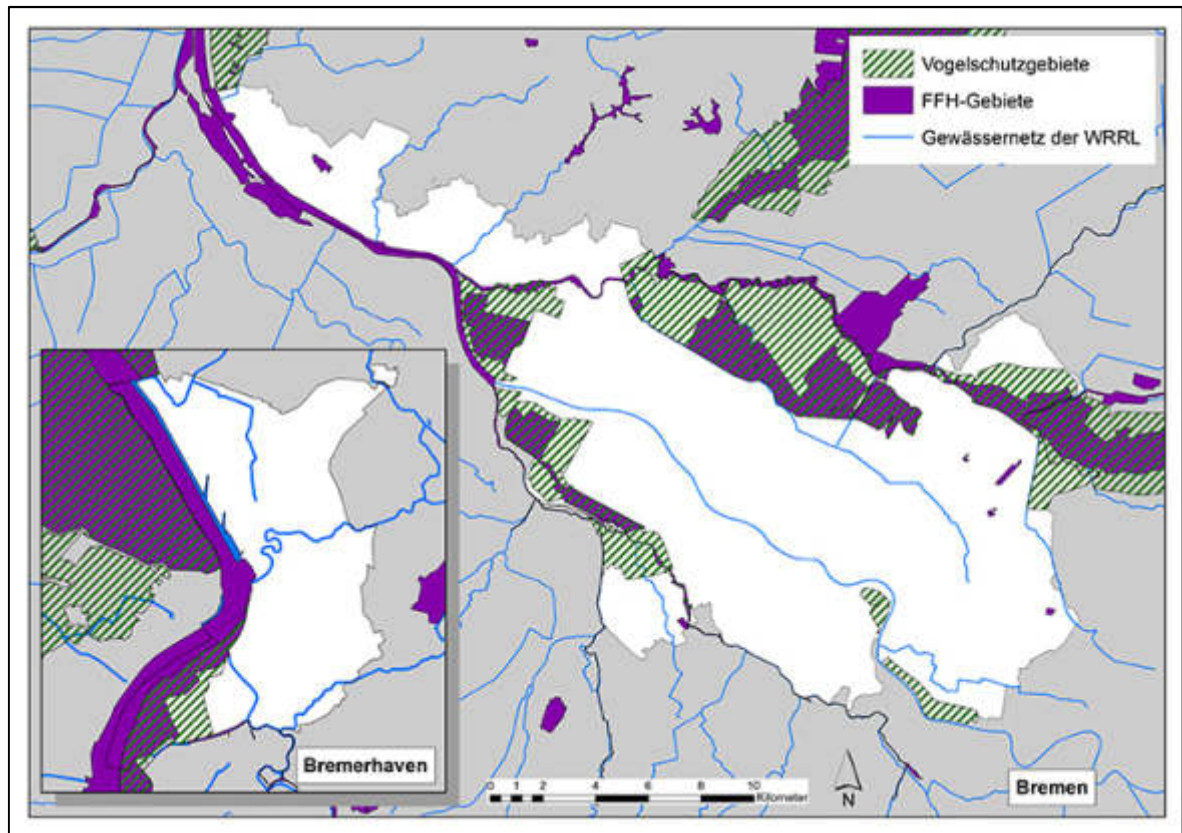 Vogelschutzgebiete
FFH-Gebiete
Gewässernetz der WRRL
Bremerhaven
0 1 2 4 6 8 10
Kilometer
N
Bremen